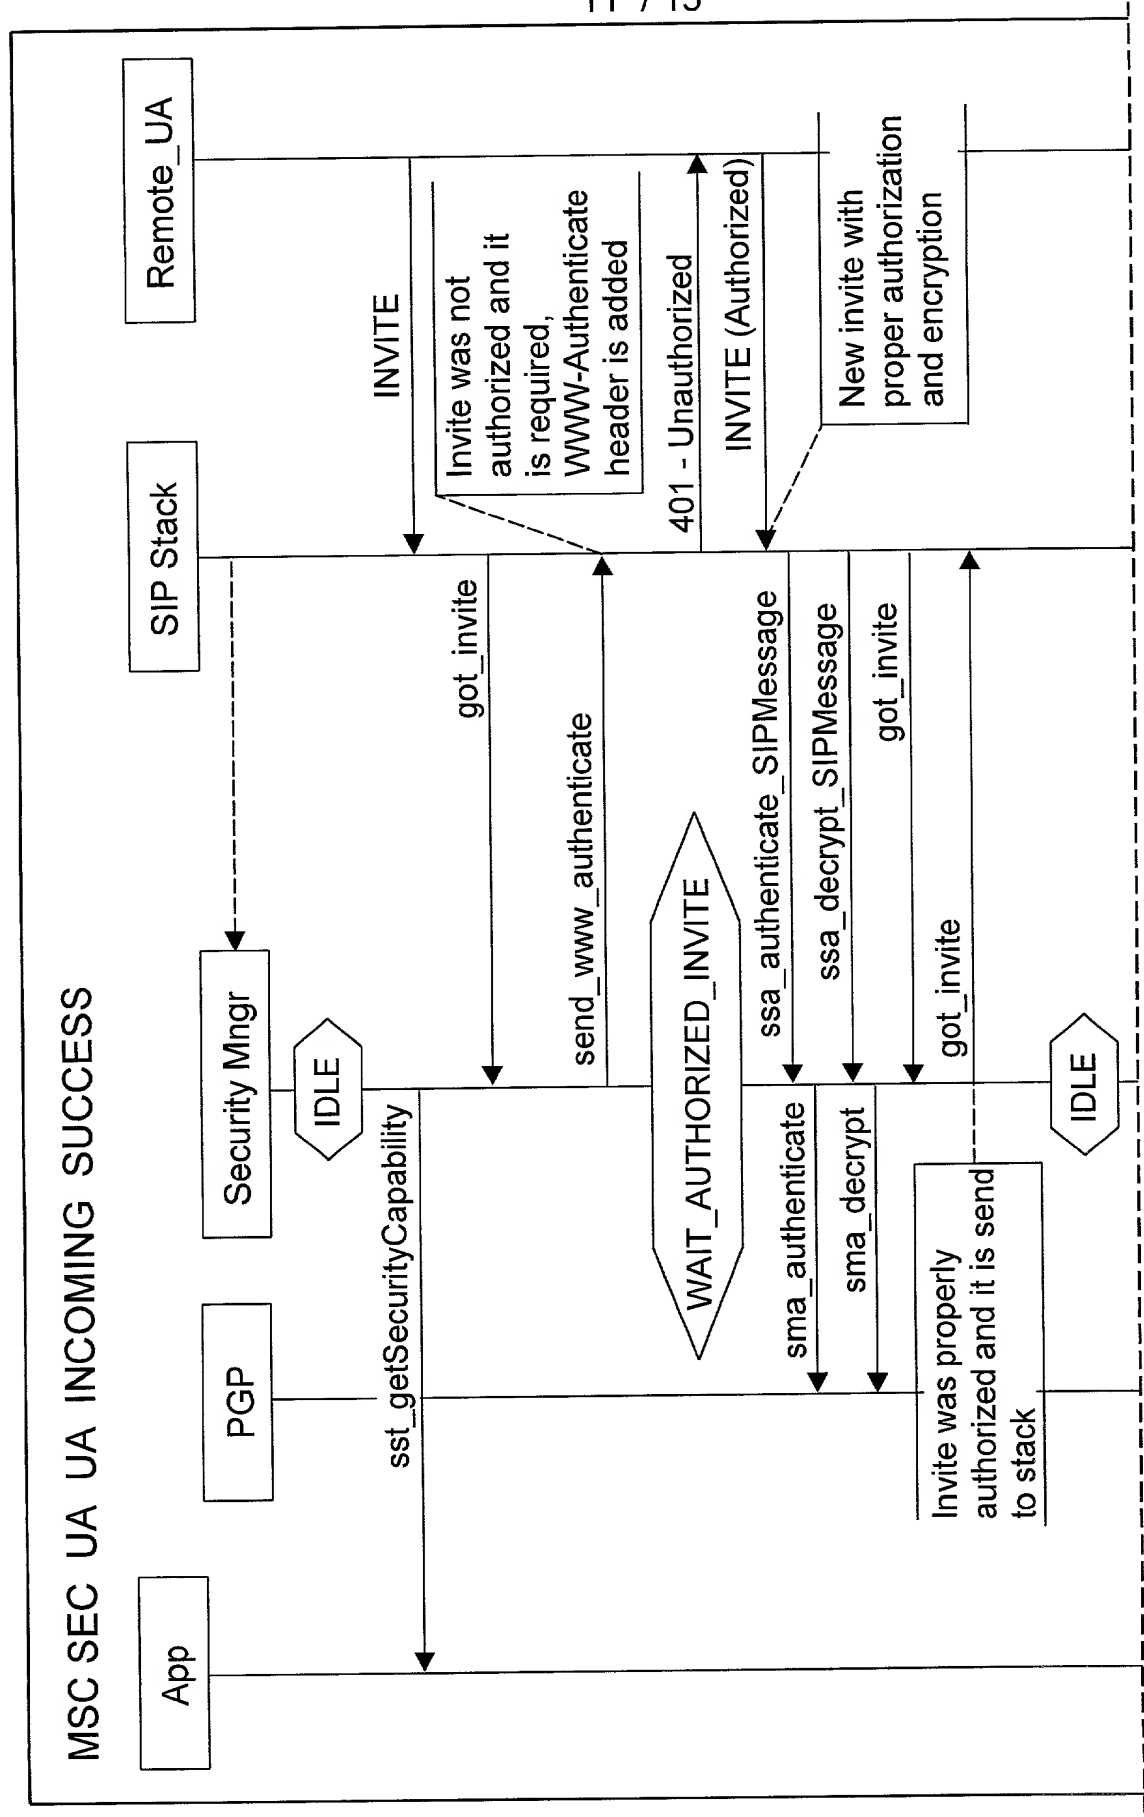 11 / 15
MSC SEC UA UA INCOMING SUCCESS
App
PGP
Security Mngr
SIP Stack
Remote_UA
IDLE
INVITE
sst_getSecurityCapability
got_invite
Invite was not
authorized and it
is required,
WWW-Authenticate
header is added
send_www_authenticate
WAIT_AUTHORIZED_INVITE
401 - Unauthorized
INVITE (Authorized)
ssa_authenticate_SIPMessage
sma_authenticate
New invite with
proper authorization
and encryption
ssa_decrypt_SIPMessage
sma_decrypt
got_invite
got_invite
Invite was properly
authorized and it is send
to stack
IDLE